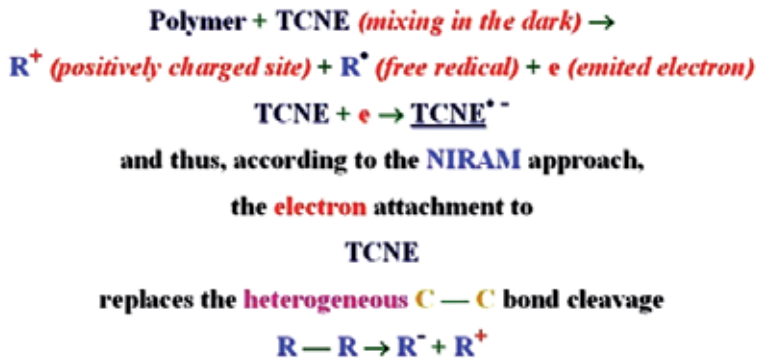 Polymer + TCNE (mixing in the dark) →
R⁺ (positively charged site) + R• (free redical) + e (emited electron)
TCNE + e → TCNE• -
and thus, according to the NIRAM approach,
the electron attachment to
TCNE
replaces the heterogeneous C — C bond cleavage
R — R → R⁻ + R⁺